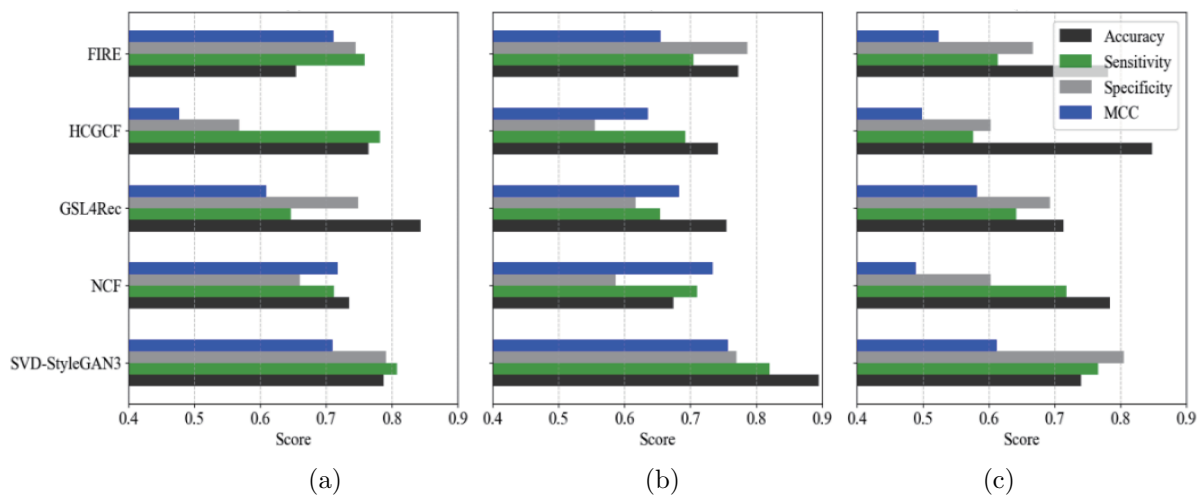 FIRE
HCGCF
GSL4Rec
NCF
SVD-StyleGAN3
Accuracy
Sensitivity
Specificity
MCC
0.4 0.5 0.6 0.7 0.8 0.9
0.4 0.5 0.6 0.7 0.8 0.9
0.4 0.5 0.6 0.7 0.8 0.9
Score
Score
Score
(a)
(b)
(c)